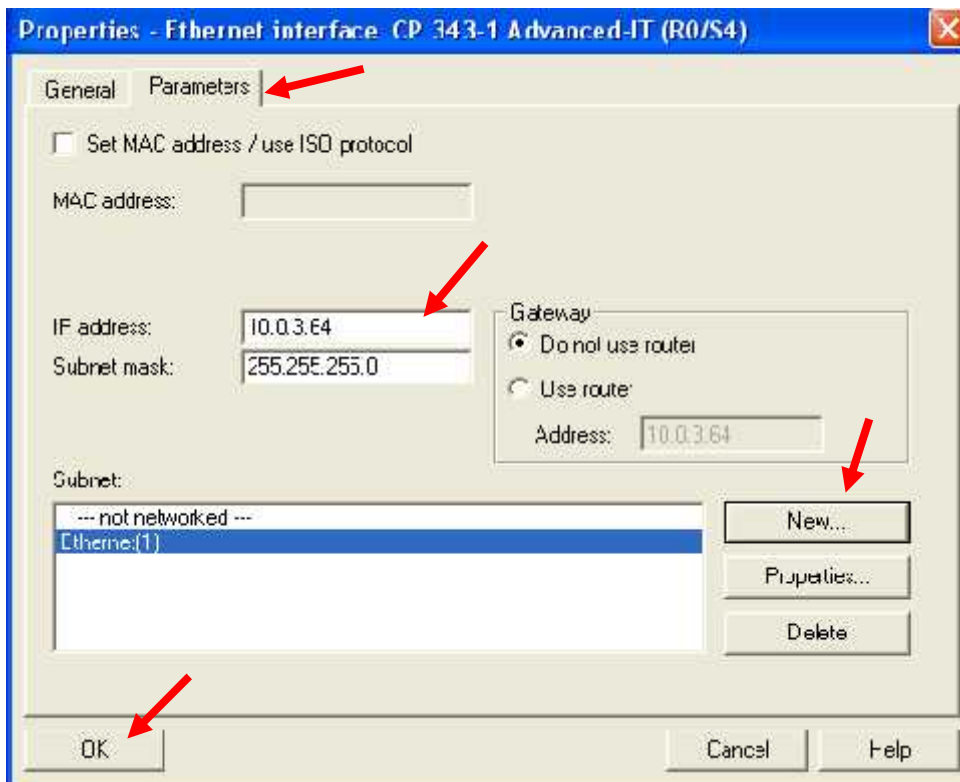 Properties - Ethernet interface CP 343-1 Advanced-IT (R0/S4)
General Parameters
Set MAC address / use ISO protocol
MAC address:
IP address: 10.0.3.64
Subnet mask: 255.255.255.0
Gateway
Do not use router
Use router
Address: 10.0.3.64
Subnet:
--- not networked ---
Ethernet(1)
New...
Properties...
Delete
OK Cancel Help